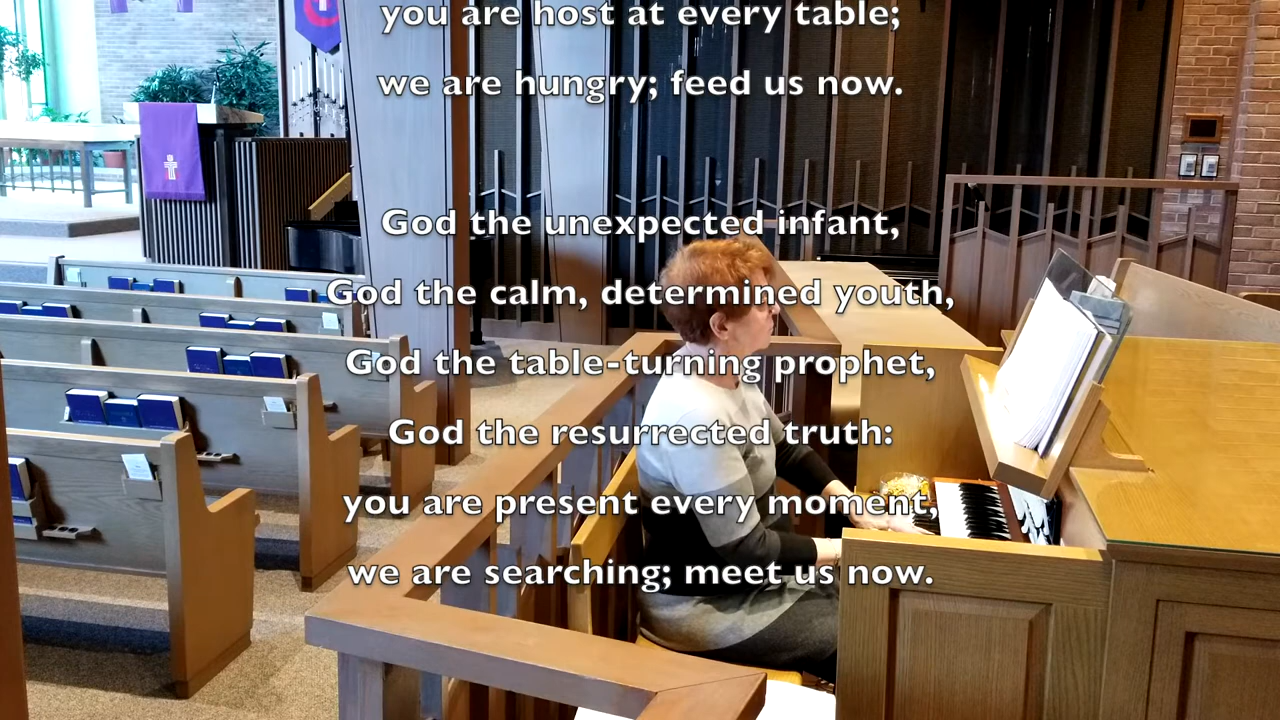 you are host at every table;
we are hungry; feed us now.
God the unexpected infant,
God the calm, determined youth,
God the table-turning prophet,
God the resurrected truth:
you are present every moment,
we are searching; meet us now.